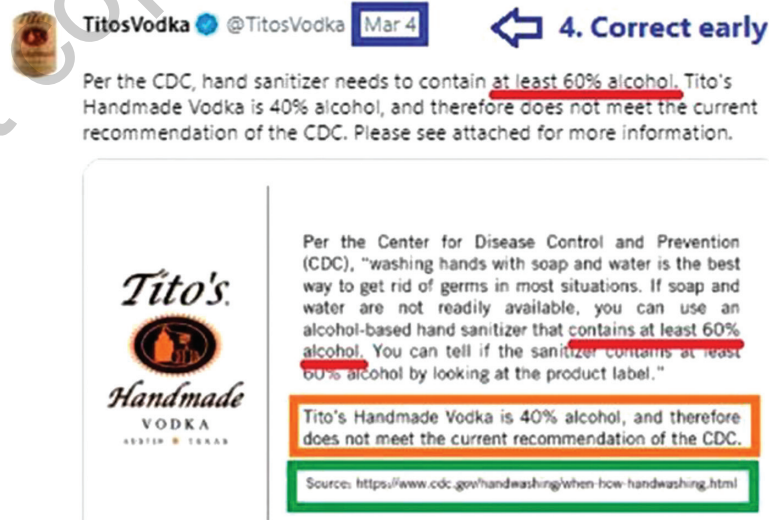 TitosVodka @TitosVodka Mar 4 4. Correct early
Per the CDC, hand sanitizer needs to contain at least 60% alcohol. Tito's
Handmade Vodka is 40% alcohol, and therefore does not meet the current
recommendation of the CDC. Please see attached for more information.
Per the Center for Disease Control and Prevention
(CDC), "washing hands with soap and water is the best
way to get rid of germs in most situations. If soap and
water are not readily available, you can use an
alcohol-based hand sanitizer that contains at least 60%
alcohol. You can tell if the sanitizer contains at least
60% alcohol by looking at the product label."
Tito's Handmade Vodka is 40% alcohol, and therefore
does not meet the current recommendation of the CDC.
Source: https://www.cdc.gov/handwashing/when-how-handwashing.html
Tito's
Handmade
VODKA
AUSTIN TEXAS